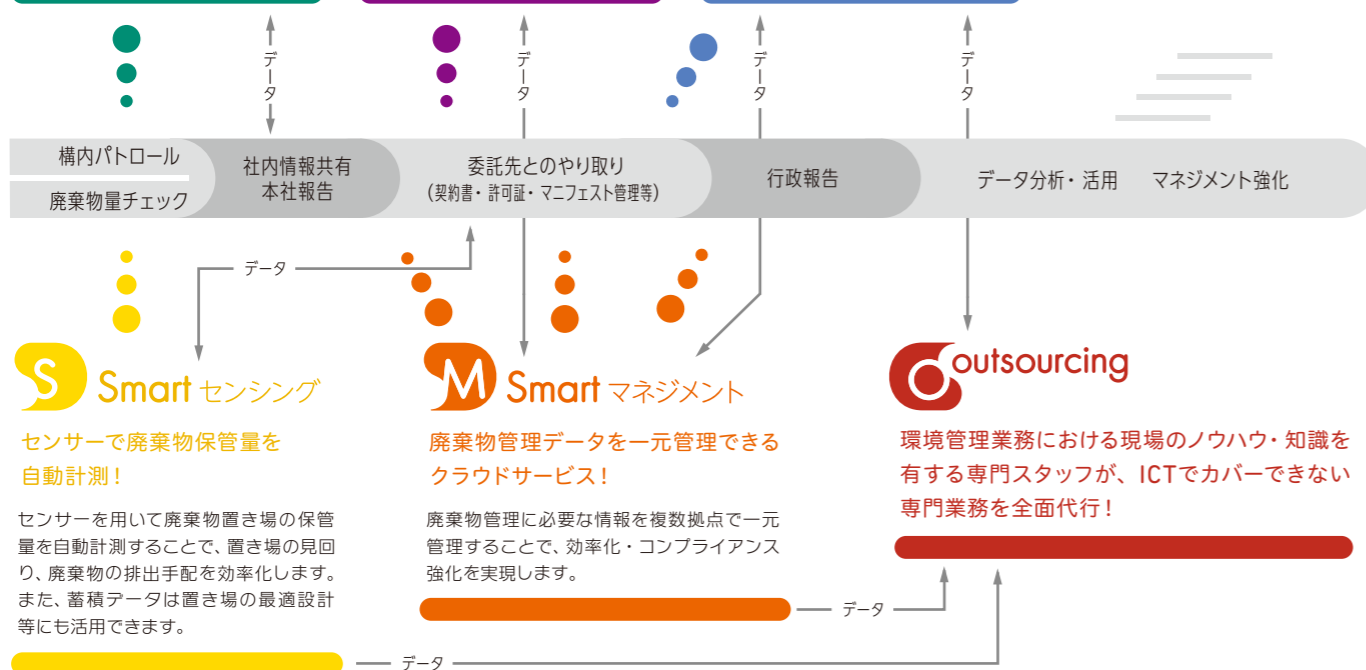 データ
データ
データ
データ
構内パトロール
廃棄物量チェック
社内情報共有
本社報告
委託先とのやり取り
(契約書・許可証・マニフェスト管理等)
行政報告
データ分析・活用
マネジメント強化
データ
S Smart センシング
センサーで廃棄物保管量を
自動計測!
センサーを用いて廃棄物置き場の保管
量を自動計測することで、置き場の見回
り、廃棄物の排出手配を効率化します。
また、蓄積データは置き場の最適設計
等にも活用できます。
M Smart マネジメント
廃棄物管理データを一元管理できる
クラウドサービス!
廃棄物管理に必要な情報を複数拠点で一元
管理することで、効率化・コンプライアンス
強化を実現します。
outsourcing
環境管理業務における現場のノウハウ・知識を
有する専門スタッフが、ICTでカバーできない
専門業務を全面代行!
データ
データ